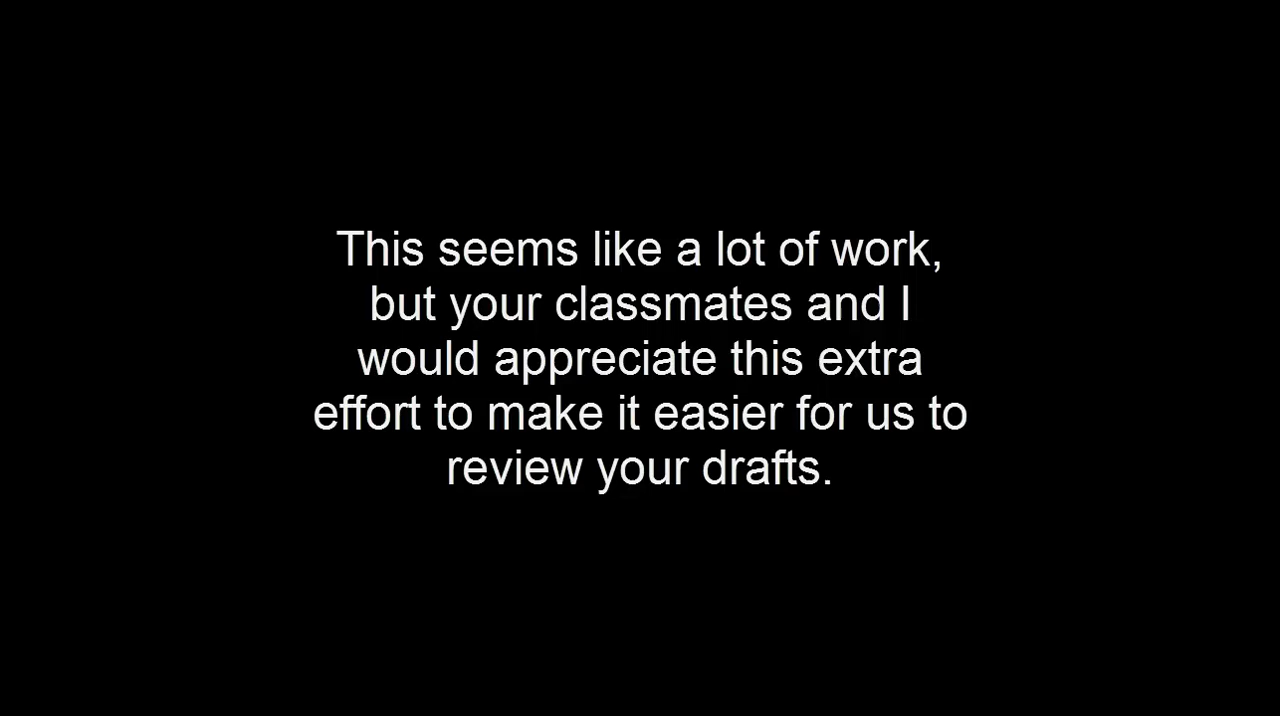 This seems like a lot of work,
but your classmates and I
would appreciate this extra
effort to make it easier for us to
review your drafts.